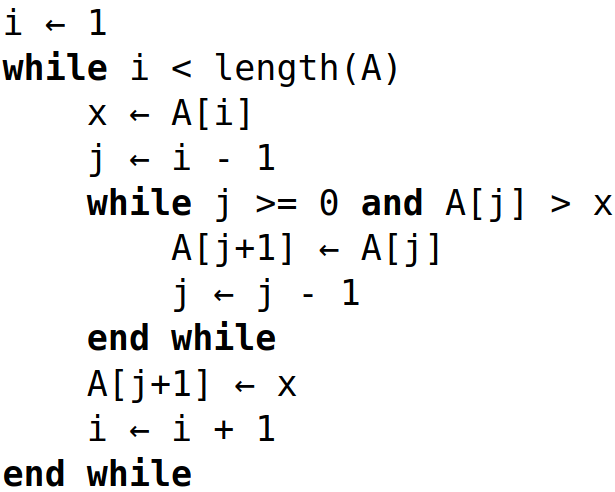 i ← 1
while i < length(A)
    x ← A[i]
    j ← i - 1
    while j >= 0 and A[j] > x
        A[j+1] ← A[j]
        j ← j - 1
    end while
    A[j+1] ← x
    i ← i + 1
end while